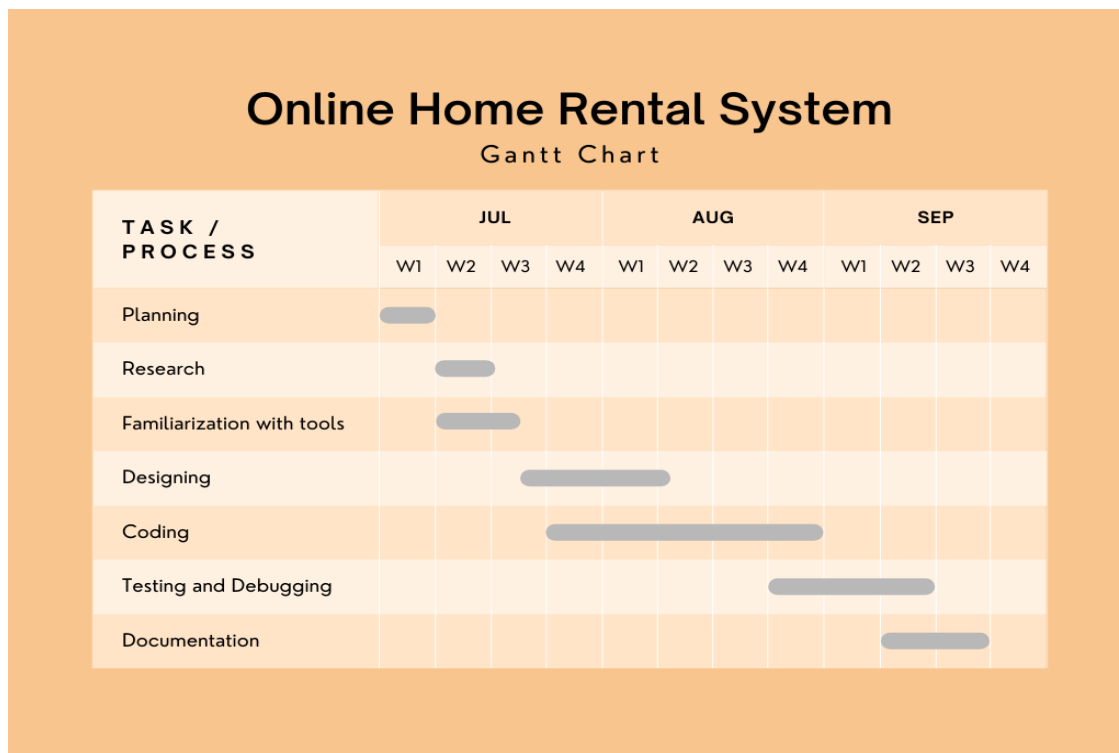 Online Home Rental System
Gantt Chart
TASK /
PROCESS
JUL AUG SEP
W1 W2 W3 W4 W1 W2 W3 W4 W1 W2 W3 W4
Planning
Research
Familiarization with tools
Designing
Coding
Testing and Debugging
Documentation